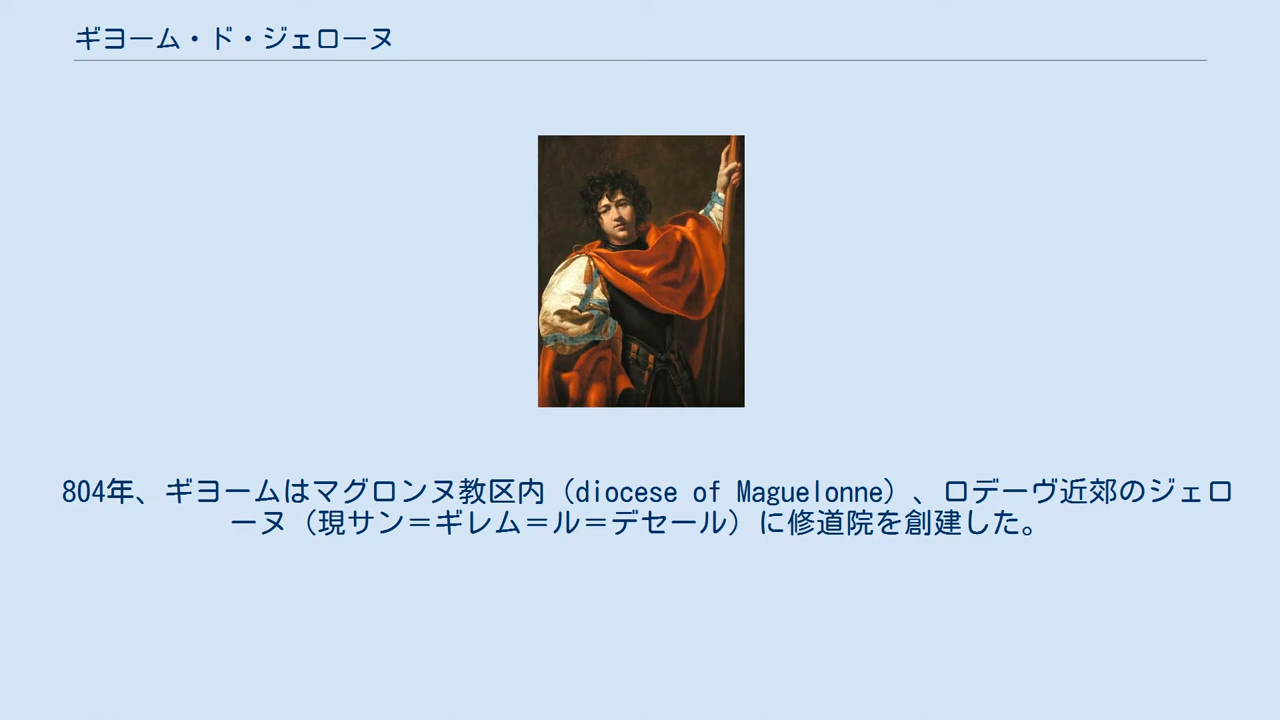 ギヨーム・ド・ジェローヌ
804年、ギヨームはマグロンヌ教区内（diocese of Maguelonne）、ロデーヴ近郊のジェロ
ーヌ（現サン＝ギレム＝ル＝デセール）に修道院を創建した。